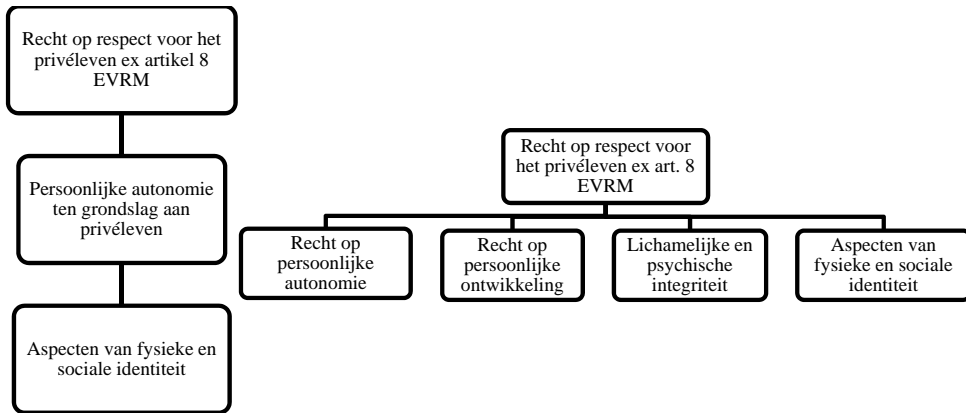 Recht op respect voor het
privéleven ex artikel 8
EVRM
Persoonlijke autonomie
ten grondslag aan
privéleven
Aspecten van fysieke en
sociale identiteit
Recht op respect voor
het privéleven ex art. 8
EVRM
Recht op
persoonlijke
autonomie
Recht op
persoonlijke
ontwikkeling
Lichamelijke en
psychische
integriteit
Aspecten van
fysieke en sociale
identiteit